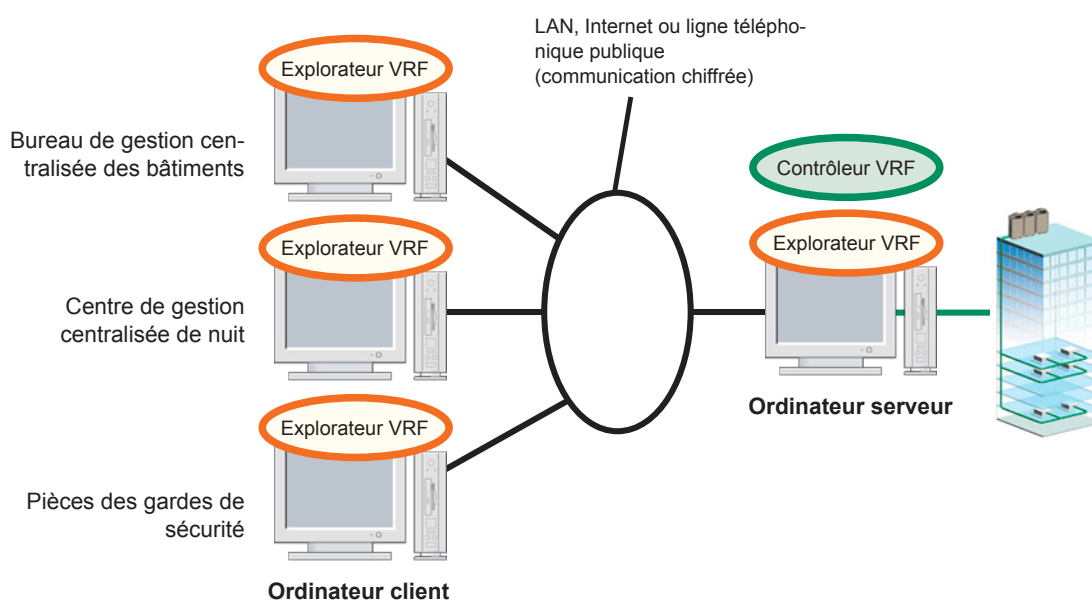 LAN, Internet ou ligne télépho-
nique publique
(communication chiffrée)
Explorateur VRF
Bureau de gestion cen-
tralisée des bâtiments
Contrôleur VRF
Explorateur VRF
Explorateur VRF
Centre de gestion
centralisée de nuit
Ordinateur serveur
Explorateur VRF
Pièces des gardes de
sécurité
Ordinateur client